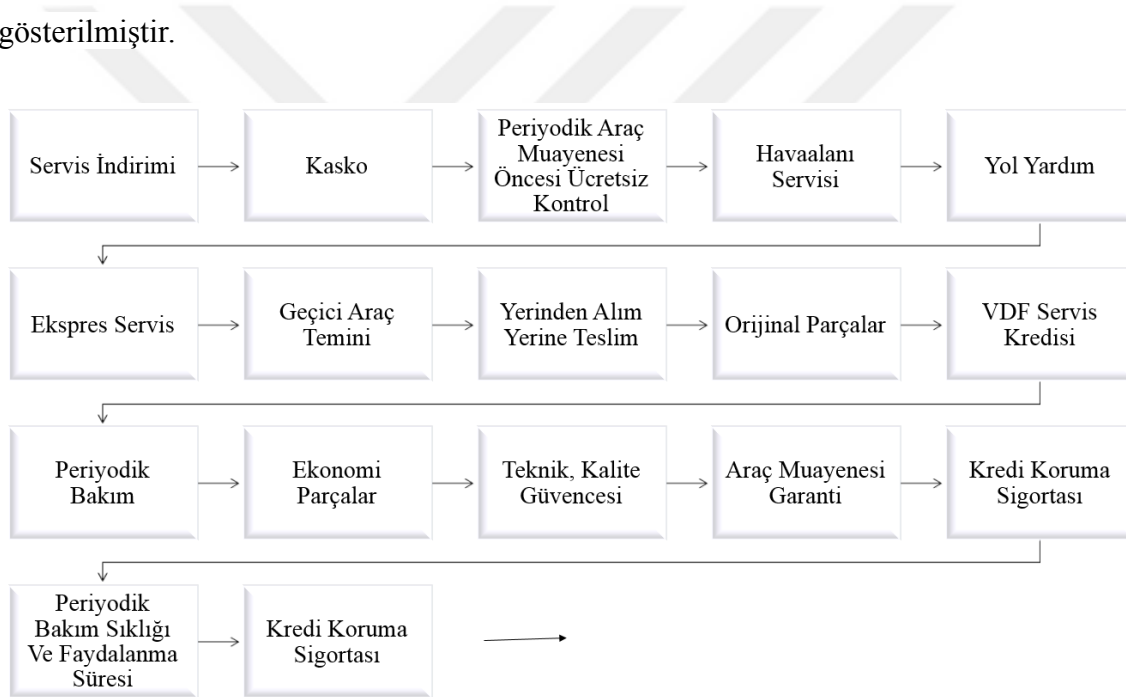 gösterilmiştir.
Servis İndirimi
Kasko
Periyodik Araç
Muayenesi
Öncesi Ücretsiz
Kontrol
Havaalanı
Servisi
Yol Yardım
Ekspres Servis
Geçici Araç
Temini
Yerinden Alım
Yerine Teslim
Orijinal Parçalar
VDF Servis
Kredisi
Periyodik
Bakım
Ekonomi
Parçalar
Teknik, Kalite
Güvencesi
Araç Muayenesi
Garanti
Kredi Koruma
Sigortası
Periyodik
Bakım Sıklığı
Ve Faydalanma
Süresi
Kredi Koruma
Sigortası